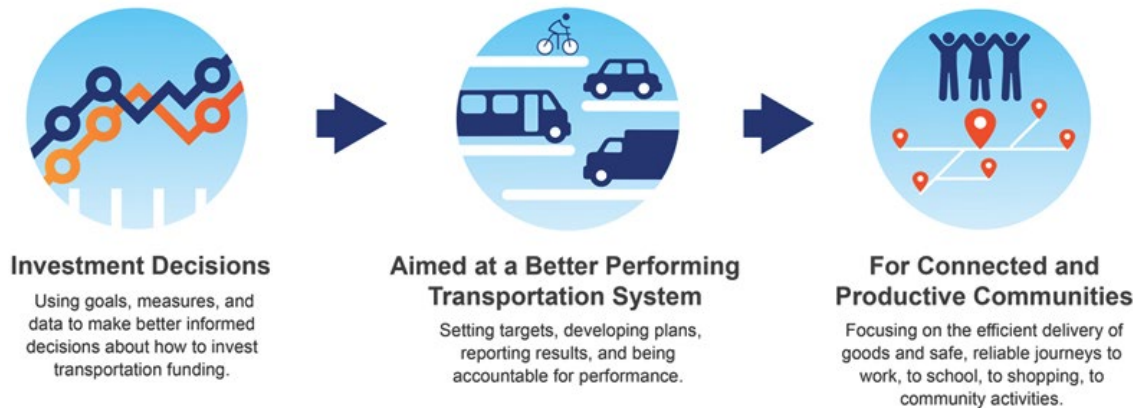 Investment Decisions
Using goals, measures, and
data to make better informed
decisions about how to invest
transportation funding.
Aimed at a Better Performing
Transportation System
Setting targets, developing plans,
reporting results, and being
accountable for performance.
For Connected and
Productive Communities
Focusing on the efficient delivery of
goods and safe, reliable journeys to
work, to school, to shopping, to
community activities.